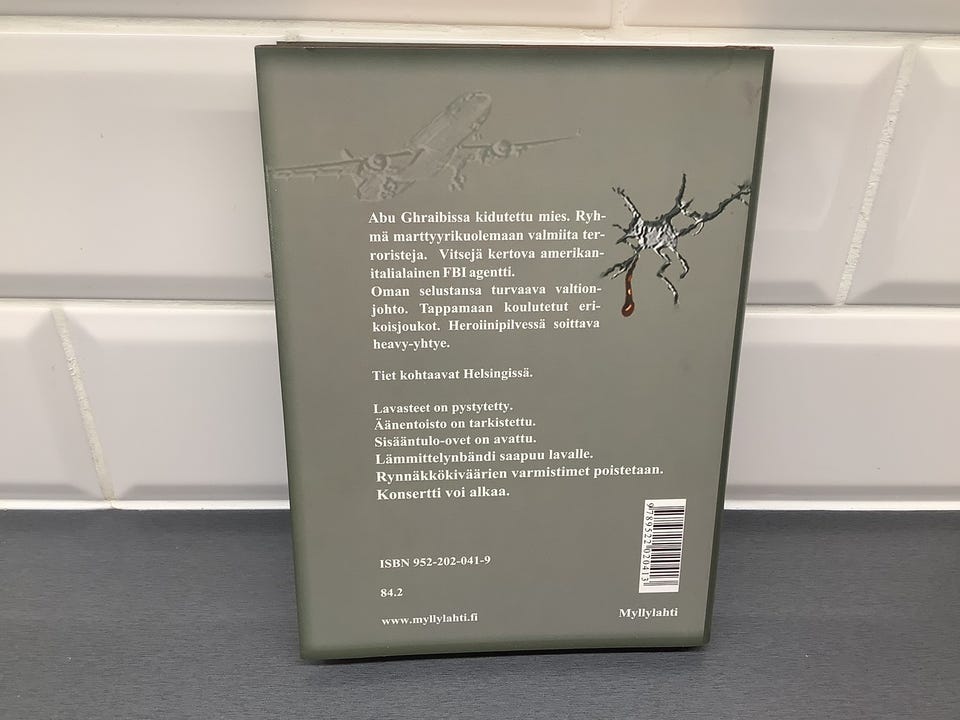 Abu Ghraibissa kidutettu mies. Ryh-
mä marttyyrikuolemaan valmiita ter-
roristeja. Vitsejä kertova amerikan-
italialainen FBI agentti.
Oman selustansa turvaava valtion-
johto. Tappamaan koulutetut eri-
koisjoukot. Heroiinipilvessä soittava
heavy-yhtye.
Tiet kohtaavat Helsingissä.
Lavasteet on pystytetty.
Äänentoisto on tarkistettu.
Sisääntulo-ovet on avattu.
Lämmittelynbändi saapuu lavalle.
Rynnäkkökiväärien varmistimet poistetaan.
Konsertti voi alkaa.
ISBN 952-202-041-9
84.2
www.myllylahti.fi
9789522020413
Myllylahti